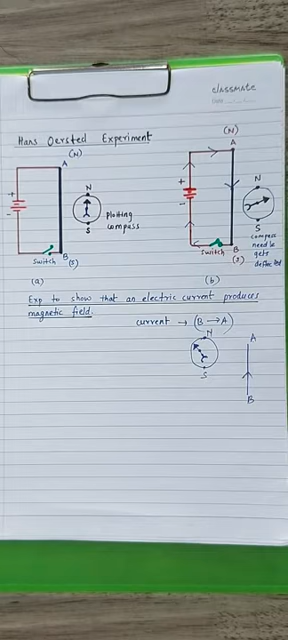 classmate
Hans Oersted Experiment
(N)
A
+
-
N
S
plotting
compass
switch
B
(S)
(a)
(N)
A
+
-
N
S
compass
needle
gets
deflected
switch
B
(S)
(b)
Exp to show that an electric current produces
magnetic field.
current → (B → A)
N
S
A
B